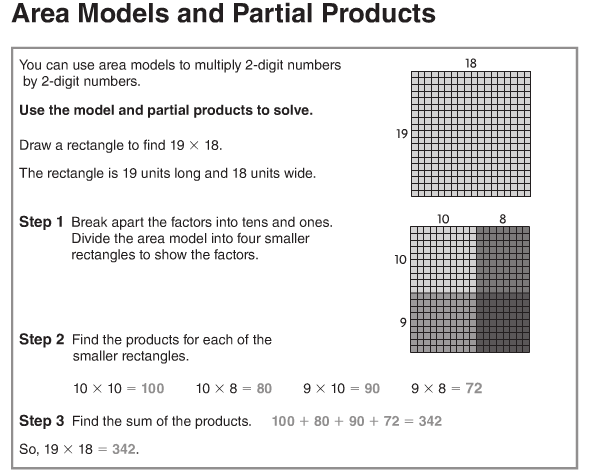 Area Models and Partial Products
You can use area models to multiply 2-digit numbers
by 2-digit numbers.
Use the model and partial products to solve.
Draw a rectangle to find 19 × 18.
The rectangle is 19 units long and 18 units wide.
18
19
Step 1 Break apart the factors into tens and ones.
Divide the area model into four smaller
rectangles to show the factors.
10 8
10
9
Step 2 Find the products for each of the
smaller rectangles.
10 × 10 = 100 10 × 8 = 80 9 × 10 = 90 9 × 8 = 72
Step 3 Find the sum of the products. 100 + 80 + 90 + 72 = 342
So, 19 × 18 = 342.